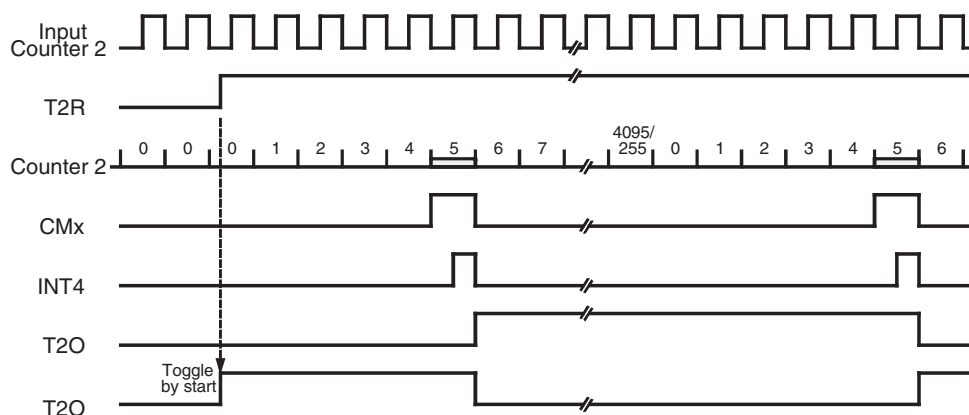 Input
Counter 2
T2R
4095/
Counter 2 0 0 0 1 2 3 4 5 6 7 255 0 1 2 3 4 5 6
CMx
INT4
T2O
Toggle
by start
T2O